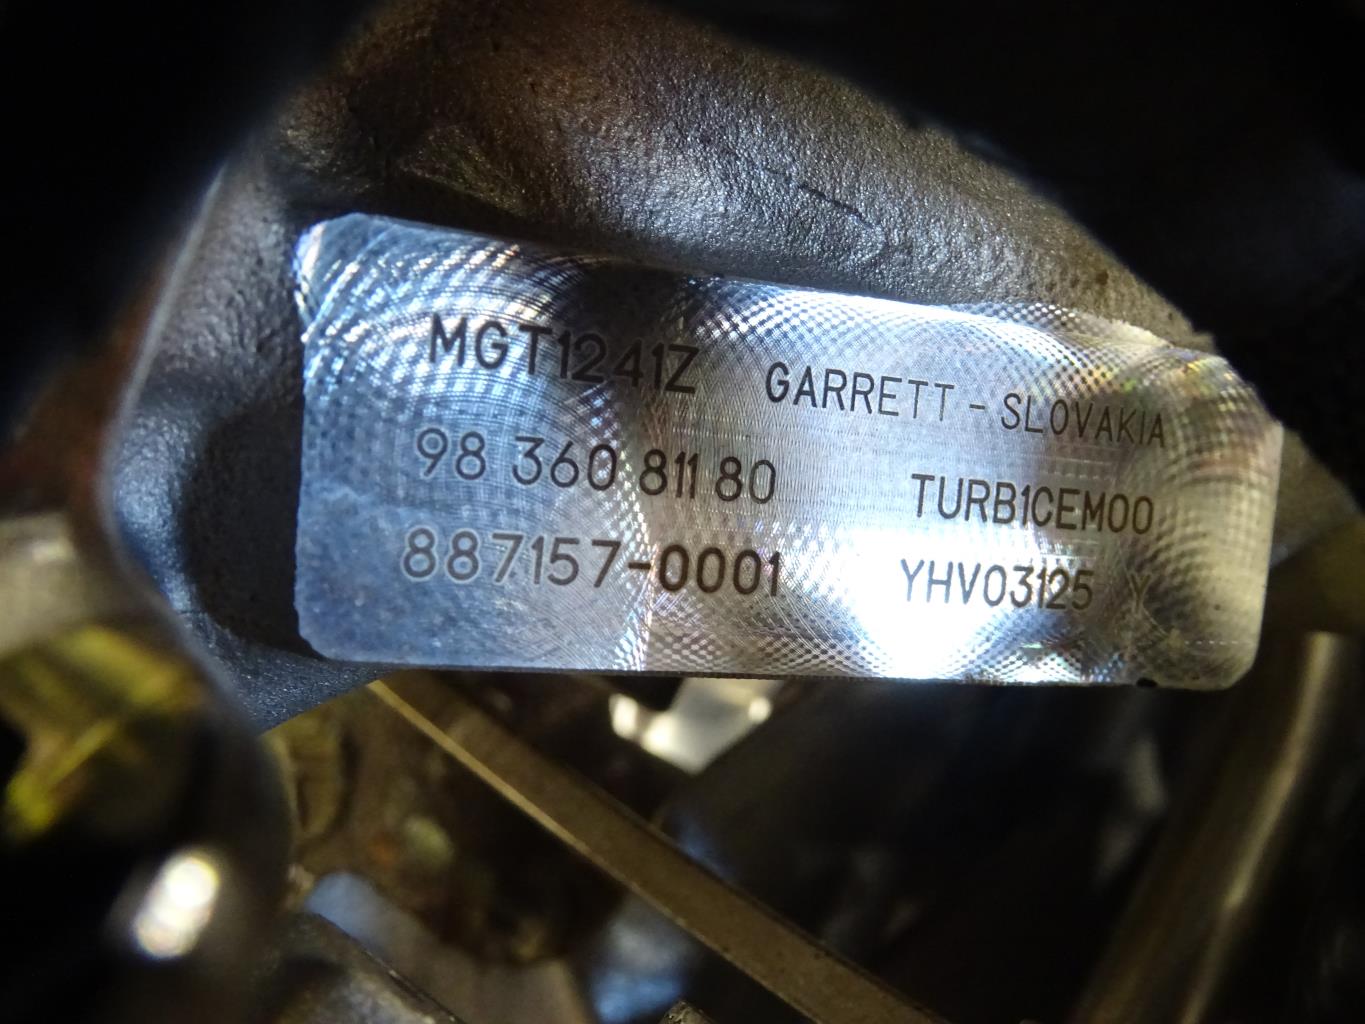 MGT1241Z GARRETT - SLOVAKIA
98 360 811 80 TURB1CEM00
887157-0001 YHV03125 Y